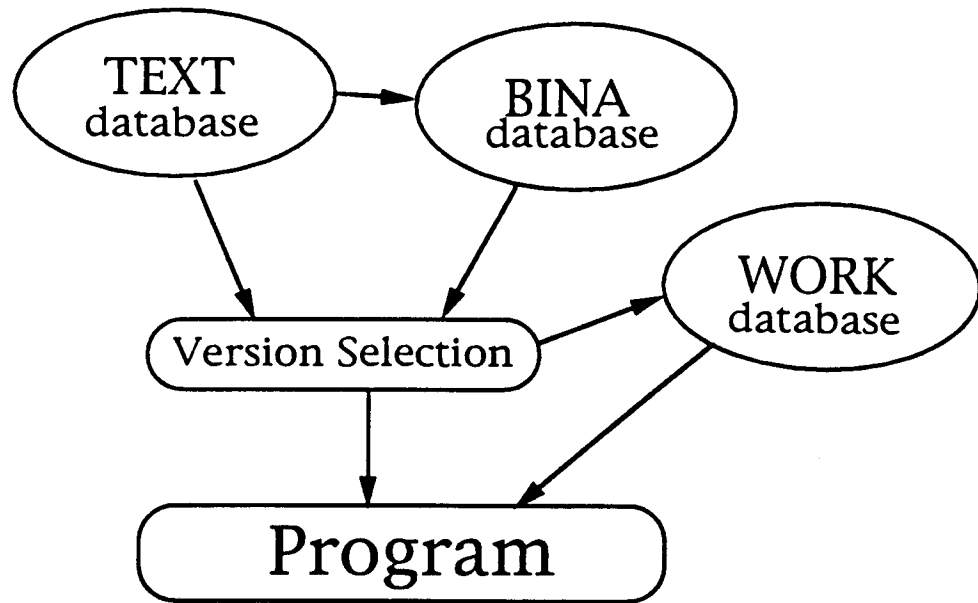 TEXT
database
BINA
database
WORK
database
Version Selection
Program